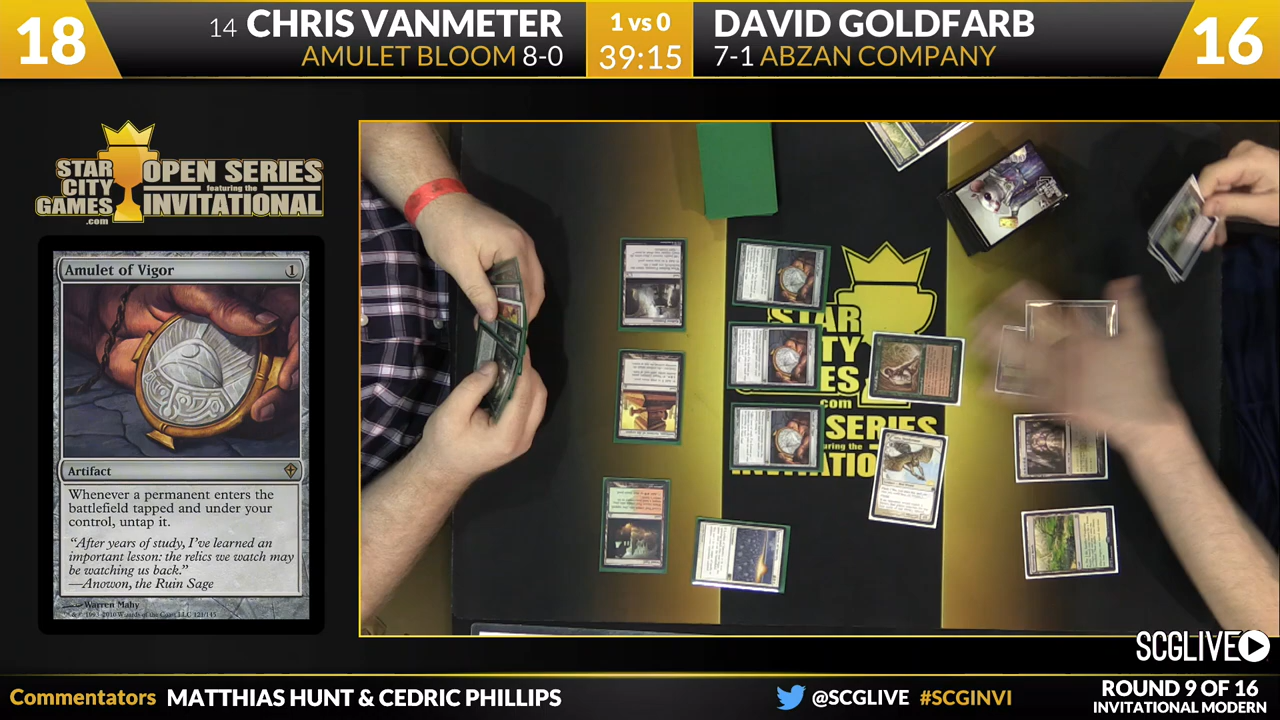 18
14 CHRIS VANMETER
AMULET BLOOM 8-0
1 vs 0
39:15
DAVID GOLDFARB
7-1 ABZAN COMPANY
16
STAR
CITY
GAMES
.com
OPEN SERIES
featuring the
INVITATIONAL
Amulet of Vigor 1
Artifact
Whenever a permanent enters the
battlefield tapped and under your
control, untap it.
“After years of study, I’ve learned an
important lesson: the relics we watch may
be watching us back.”
—Anowon, the Ruin Sage
Warren Mahy
STAR
TY
ES
com
SERIES
uring the
SCGLIVE
Commentators MATTHIAS HUNT & CEDRIC PHILLIPS
@SCGLIVE #SCGINVI
ROUND 9 OF 16
INVITATIONAL MODERN